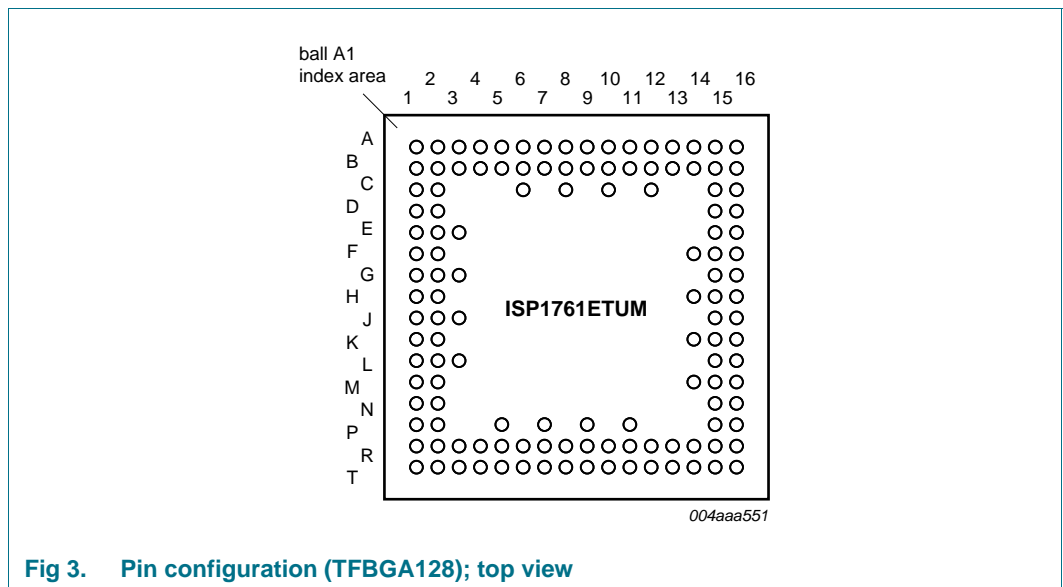 ball A1
index area
2 4 6 8 10 12 14 16
1 3 5 7 9 11 13 15
A
B
C
D
E
F
G
H
J
K
L
M
N
P
R
T
ISP1761ETUM
004aaa551
Fig 3. Pin configuration (TFBGA128); top view